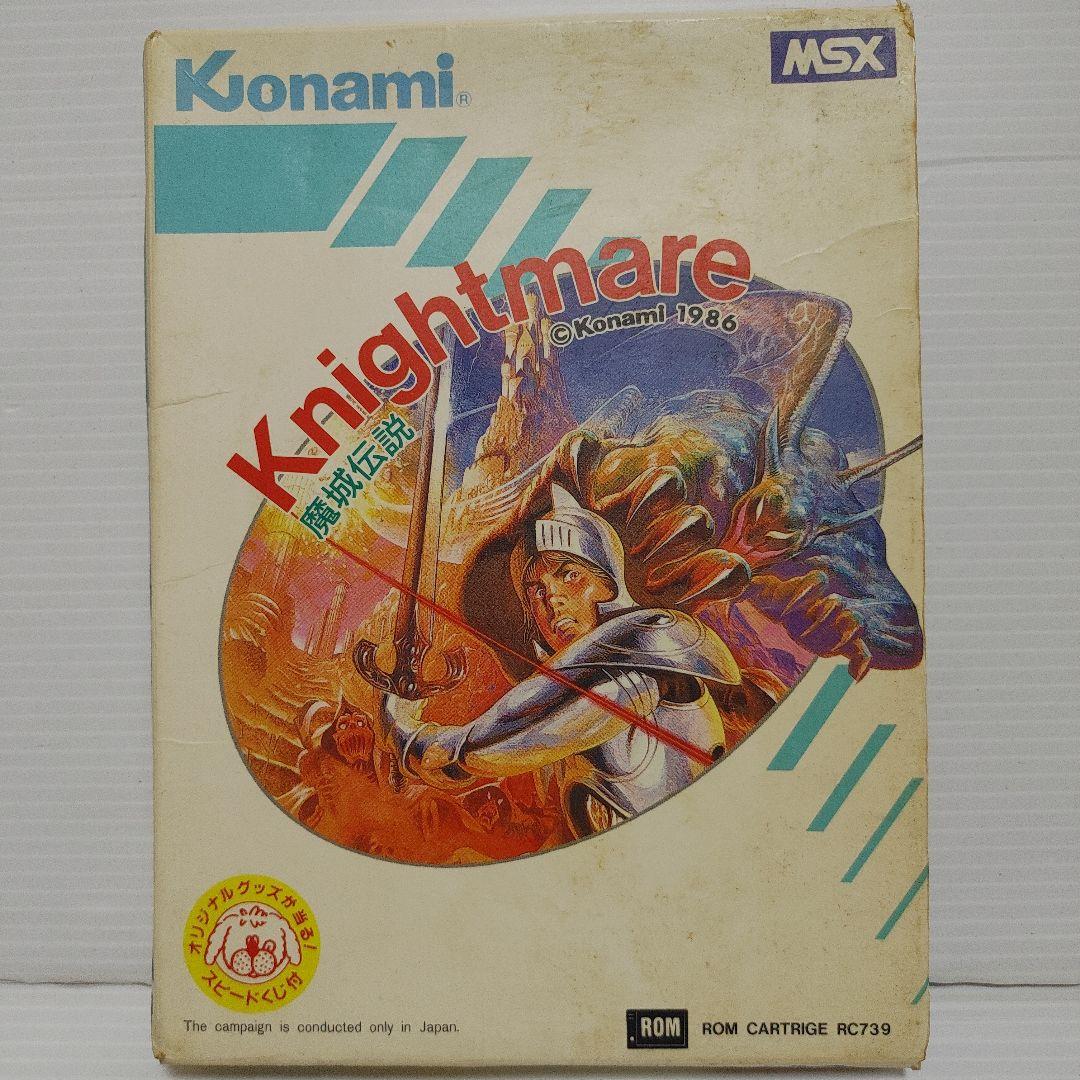 Konami®
MSX
Knightmare
©Konami 1986
魔城伝説
オリジナルグッズが当る!
スピードくじ付
The campaign is conducted only in Japan.
ROM
ROM CARTRIGE RC739